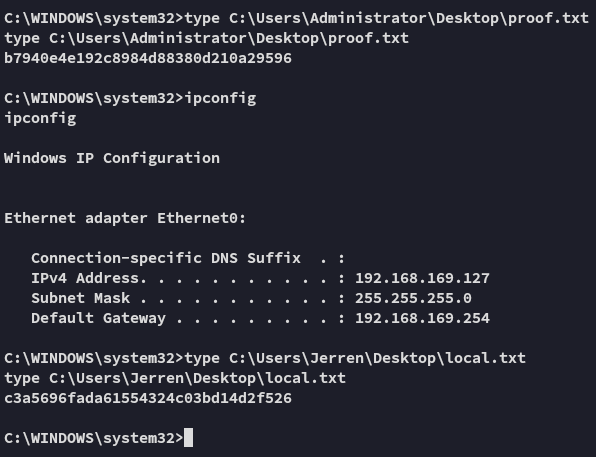 C:\WINDOWS\system32>type C:\Users\Administrator\Desktop\proof.txt
type C:\Users\Administrator\Desktop\proof.txt
b7940e4e192c8984d88380d210a29596
C:\WINDOWS\system32>ipconfig
ipconfig
Windows IP Configuration
Ethernet adapter Ethernet0:
Connection-specific DNS Suffix  . :
IPv4 Address. . . . . . . . . . . : 192.168.169.127
Subnet Mask . . . . . . . . . . . : 255.255.255.0
Default Gateway . . . . . . . . . : 192.168.169.254
C:\WINDOWS\system32>type C:\Users\Jerren\Desktop\local.txt
type C:\Users\Jerren\Desktop\local.txt
c3a5696fada61554324c03bd14d2f526
C:\WINDOWS\system32>